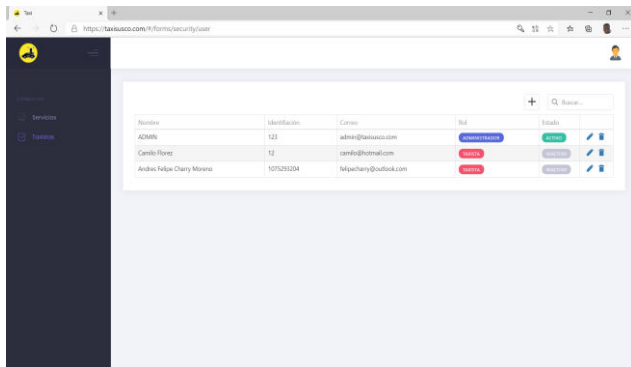 Taxi
https://taxisusco.com/#/forms/security/user
Buscar...
Servicios
Taxistas
Nombre Identificación Correo Rol Estado
ADMIN 123 admin@taxisusco.com ADMINISTRADOR ACTIVO
Camilo Florez 12 camilo@hotmail.com TAXISTA INACTIVO
Andres Felipe Charry Moreno 1075293204 felipecharry@outlook.com TAXISTA INACTIVO